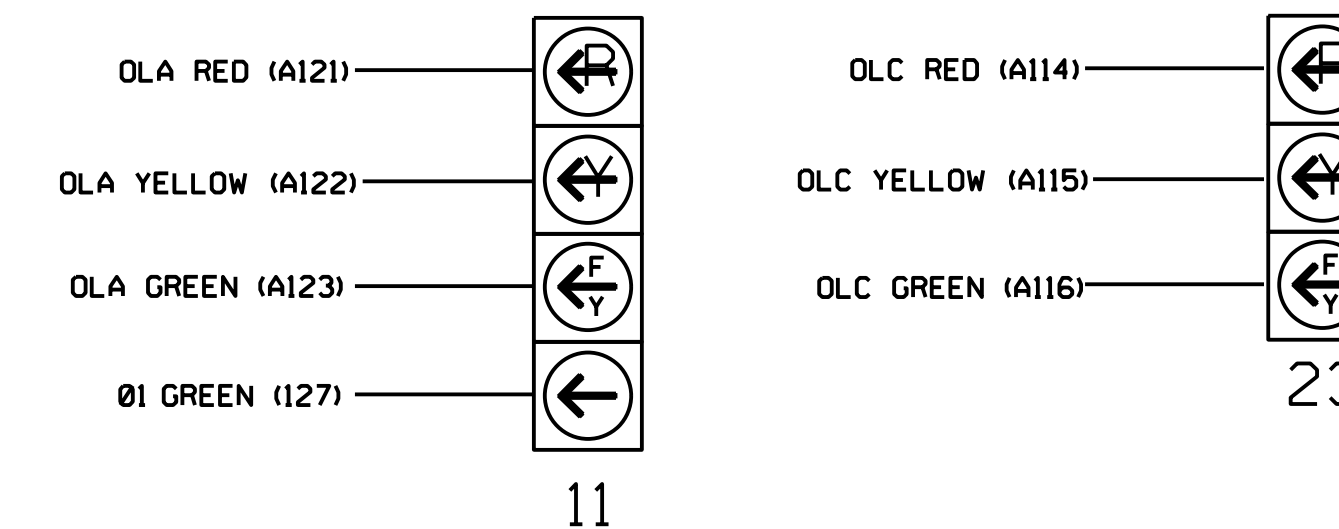 OLA RED (A121)
R
OLA YELLOW (A122)
Y
OLA GREEN (A123)
F
Y
Ø1 GREEN (127)
11
OLC RED (A114)
OLC YELLOW (A115)
Y
OLC GREEN (A116)
F
Y